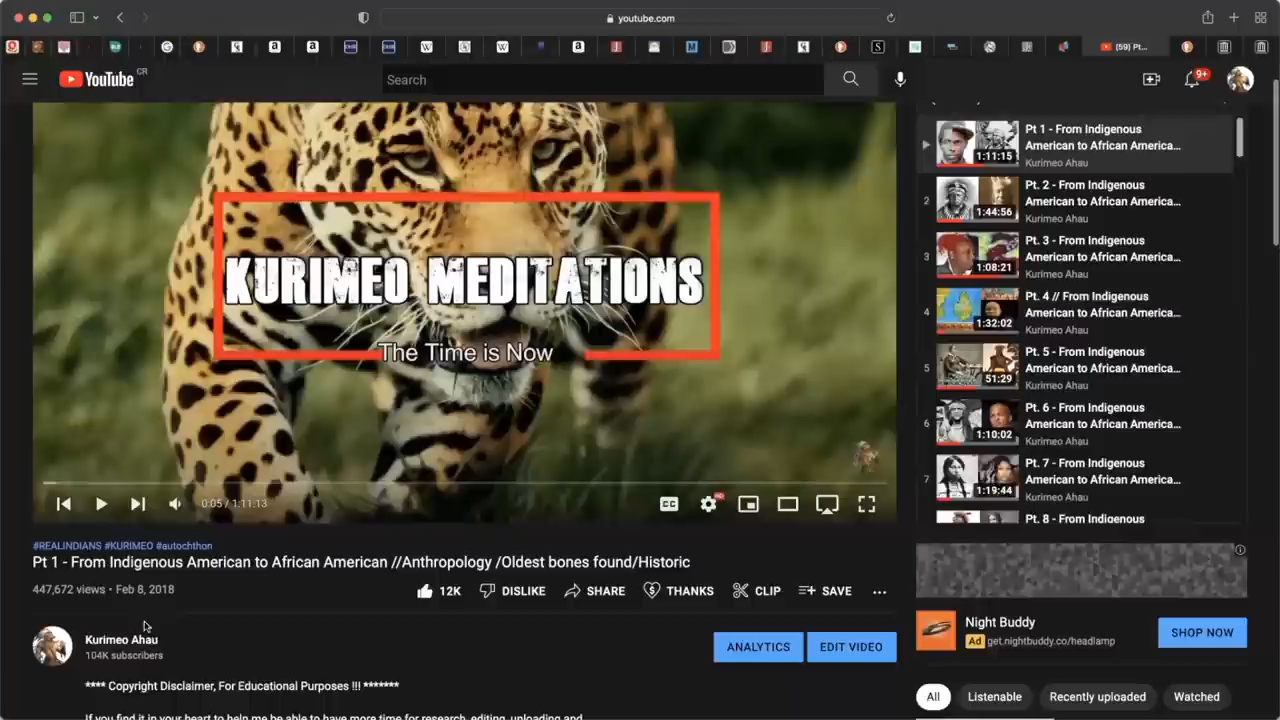 youtube.com
(59) Pt...
YouTube CR
Search
9+
KURIMEO MEDITATIONS
The Time is Now
0:05 / 1:11:13
CC
HD
#REALINDIANS #KURIMEO #autochthon
Pt 1 - From Indigenous American to African American //Anthropology /Oldest bones found/Historic
447,672 views • Feb 8, 2018
12K
DISLIKE
SHARE
THANKS
CLIP
SAVE
Kurimeo Ahau
104K subscribers
ANALYTICS
EDIT VIDEO
**** Copyright Disclaimer, For Educational Purposes !!! *******
If you find it in your heart to help me be able to have more time for research, editing, uploading and
1:11:15
Pt 1 - From Indigenous
American to African America...
Kurimeo Ahau
2
1:44:56
Pt. 2 - From Indigenous
American to African America...
Kurimeo Ahau
3
1:08:21
Pt. 3 - From Indigenous
American to African America...
Kurimeo Ahau
4
1:32:02
Pt. 4 // From Indigenous
American to African America...
Kurimeo Ahau
5
51:29
Pt. 5 - From Indigenous
American to African America...
Kurimeo Ahau
6
1:10:02
Pt. 6 - From Indigenous
American to African America...
Kurimeo Ahau
7
1:19:44
Pt. 7 - From Indigenous
American to African America...
Kurimeo Ahau
Pt. 8 - From Indigenous
Night Buddy
Ad get.nightbuddy.co/headlamp
SHOP NOW
All
Listenable
Recently uploaded
Watched